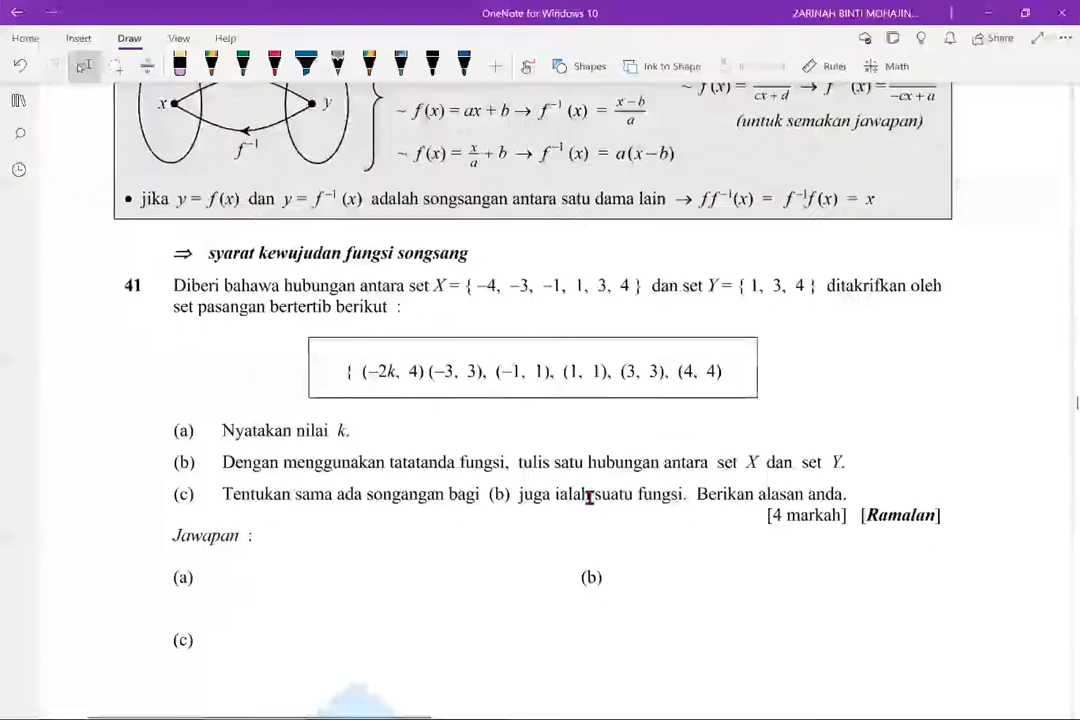 OneNote for Windows 10
ZARINAH BINTI MOHAJIN...
Home Insert Draw View Help
Share
Shapes Ink to Shape Ruler Math
x y
f⁻¹
~ f(x) = ax + b → f⁻¹ (x) = (x−b)/a
~ f(x) = x/a + b → f⁻¹ (x) = a(x−b)
cx + d −cx + a
(untuk semakan jawapan)
• jika y = f(x) dan y = f⁻¹ (x) adalah songsangan antara satu dama lain → ff⁻¹(x) = f⁻¹f(x) = x
⇒ syarat kewujudan fungsi songsang
41 Diberi bahawa hubungan antara set X = { −4, −3, −1, 1, 3, 4 } dan set Y = { 1, 3, 4 } ditakrifkan oleh
set pasangan bertertib berikut :
{ (−2k, 4) (−3, 3), (−1, 1), (1, 1), (3, 3), (4, 4)
(a) Nyatakan nilai k.
(b) Dengan menggunakan tatatanda fungsi, tulis satu hubungan antara set X dan set Y.
(c) Tentukan sama ada songangan bagi (b) juga ialah suatu fungsi. Berikan alasan anda.
[4 markah] [Ramalan]
Jawapan :
(a) (b)
(c)